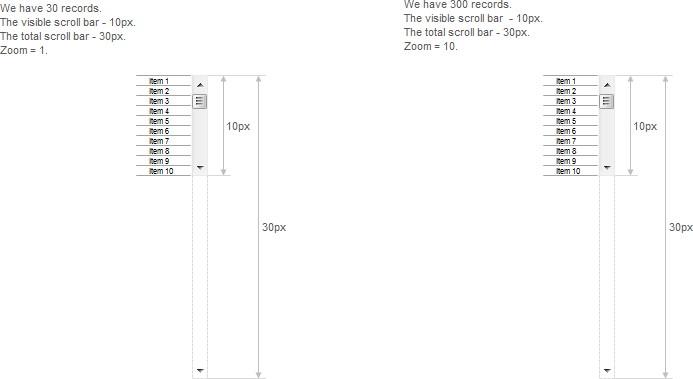 We have 30 records.
The visible scroll bar - 10px.
The total scroll bar - 30px.
Zoom = 1.
Item 1
Item 2
Item 3
Item 4
Item 5
Item 6
Item 7
Item 8
Item 9
Item 10
10px
30px
We have 300 records.
The visible scroll bar - 10px.
The total scroll bar - 30px.
Zoom = 10.
Item 1
Item 2
Item 3
Item 4
Item 5
Item 6
Item 7
Item 8
Item 9
Item 10
10px
30px